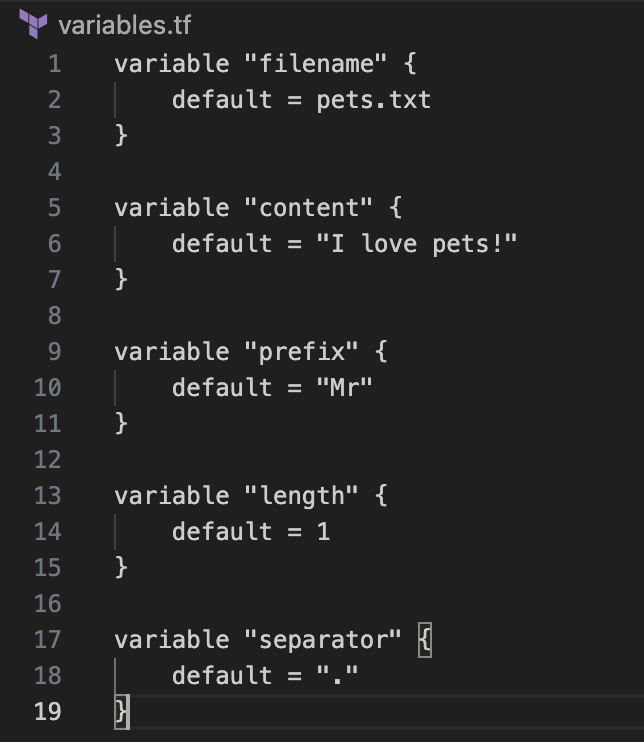 variables.tf
1 variable "filename" {
2     default = pets.txt
3 }
4
5 variable "content" {
6     default = "I love pets!"
7 }
8
9 variable "prefix" {
10     default = "Mr"
11 }
12
13 variable "length" {
14     default = 1
15 }
16
17 variable "separator" {
18     default = "."
19 }